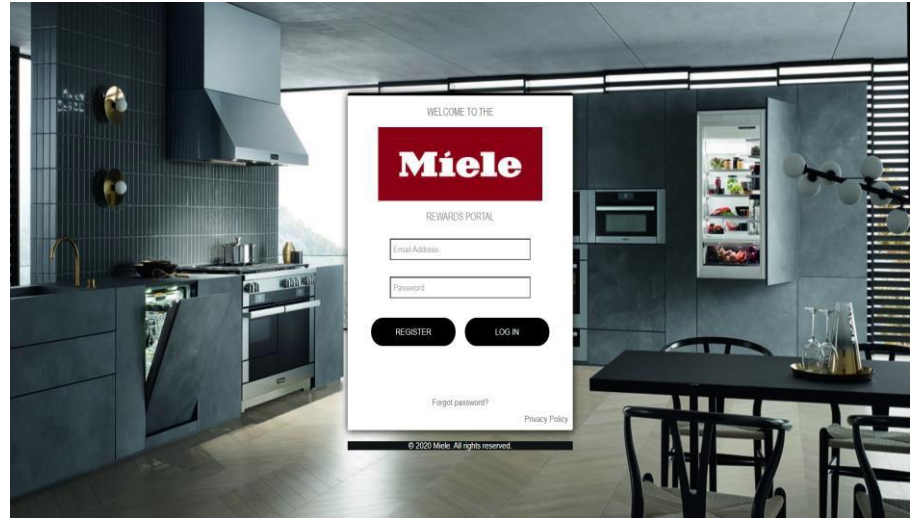 WELCOME TO THE
Miele
REWARDS PORTAL
Email Address
Password
REGISTER
LOG IN
Forgot password?
Privacy Policy
© 2020 Miele. All rights reserved.